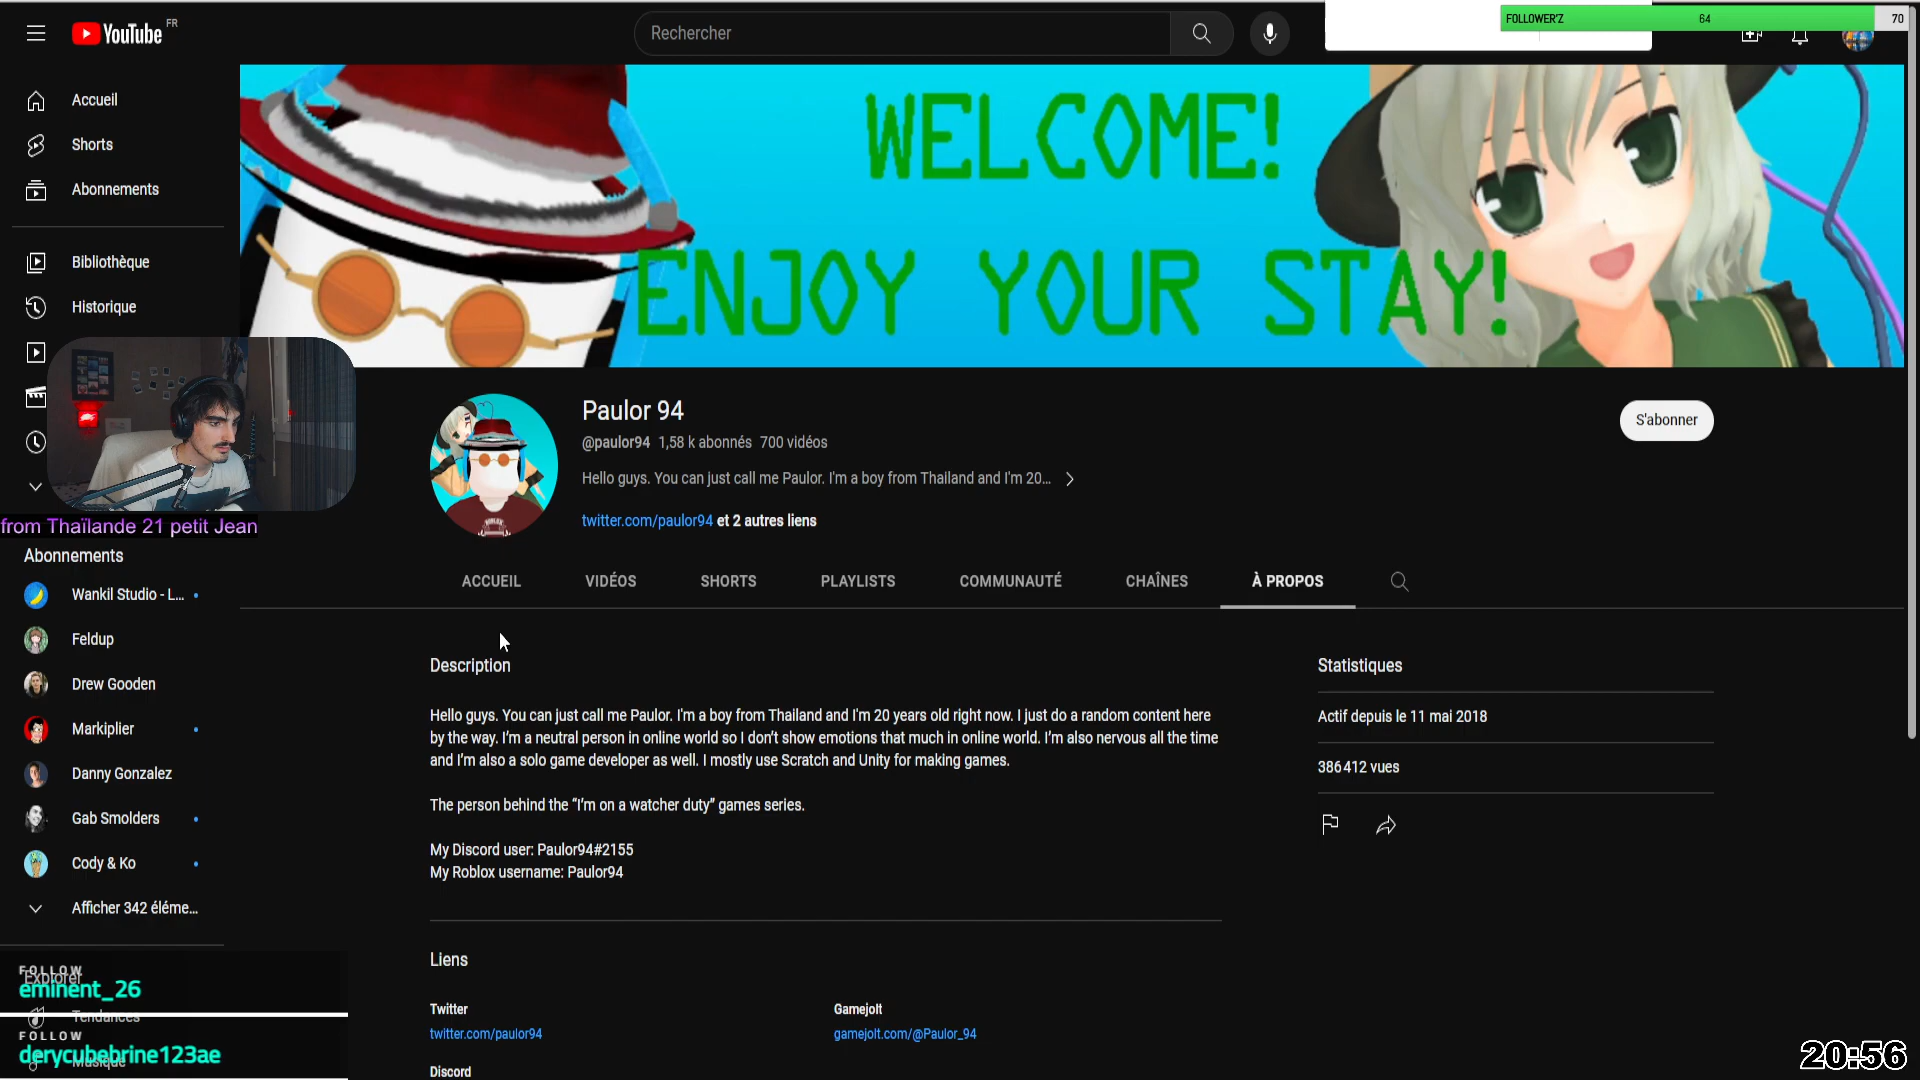 YouTube FR
Rechercher
FOLLOWER'Z 64 70
Accueil
Shorts
Abonnements
Bibliothèque
Historique
WELCOME!
ENJOY YOUR STAY!
Paulor 94
@paulor94 1,58 k abonnés 700 vidéos
Hello guys. You can just call me Paulor. I'm a boy from Thailand and I'm 20...
twitter.com/paulor94 et 2 autres liens
S'abonner
from Thaïlande 21 petit Jean
Abonnements
Wankil Studio - L...
Feldup
Drew Gooden
Markiplier
Danny Gonzalez
Gab Smolders
Cody & Ko
Afficher 342 éléme...
Explorer
Tendances
Musique
FOLLOW
eminent_26
FOLLOW
derycubebrine123ae
ACCUEIL VIDÉOS SHORTS PLAYLISTS COMMUNAUTÉ CHAÎNES À PROPOS
Description
Hello guys. You can just call me Paulor. I'm a boy from Thailand and I'm 20 years old right now. I just do a random content here
by the way. I'm a neutral person in online world so I don't show emotions that much in online world. I'm also nervous all the time
and I'm also a solo game developer as well. I mostly use Scratch and Unity for making games.
The person behind the “I'm on a watcher duty” games series.
My Discord user: Paulor94#2155
My Roblox username: Paulor94
Liens
Twitter
twitter.com/paulor94
Gamejolt
gamejolt.com/@Paulor_94
Discord
Statistiques
Actif depuis le 11 mai 2018
386 412 vues
20:56